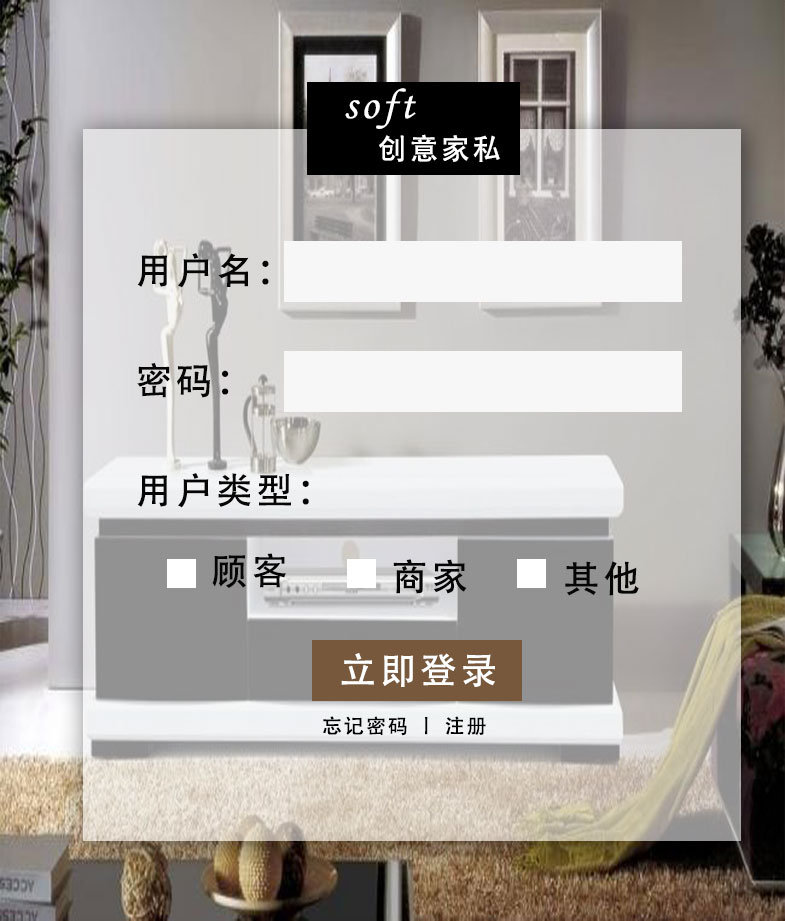 soft
创意家私
用户名：
密码：
用户类型：
顾客 商家 其他
立即登录
忘记密码 | 注册